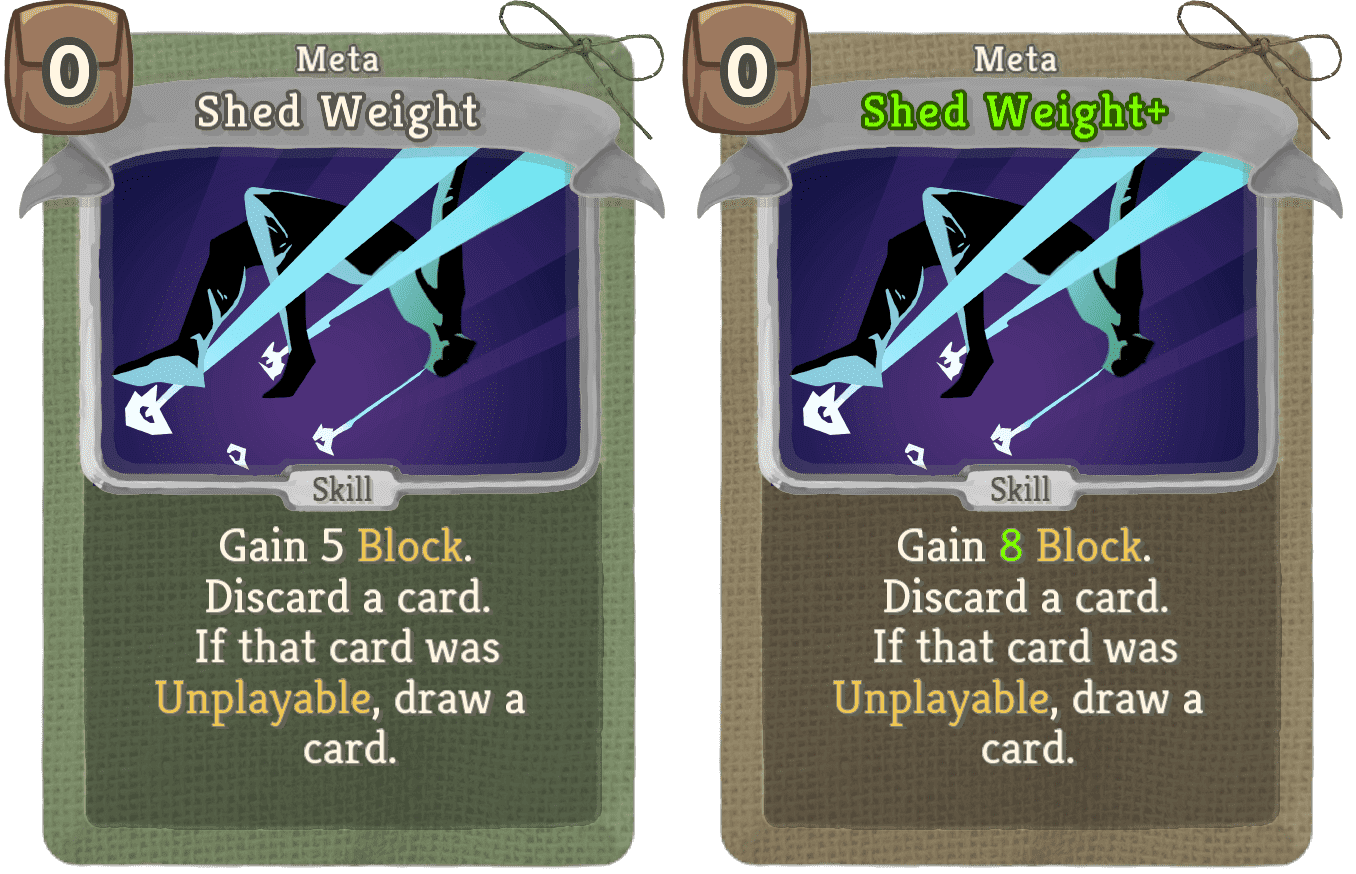 0
Meta
Shed Weight
Skill
Gain 5 Block.
Discard a card.
If that card was
Unplayable, draw a
card.
0
Meta
Shed Weight+
Skill
Gain 8 Block.
Discard a card.
If that card was
Unplayable, draw a
card.